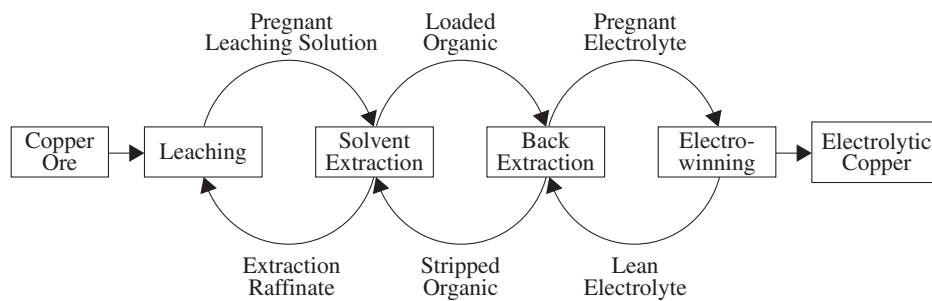 Pregnant
Leaching Solution
Loaded
Organic
Pregnant
Electrolyte
Copper
Ore
Leaching
Solvent
Extraction
Back
Extraction
Electro-
winning
Electrolytic
Copper
Extraction
Raffinate
Stripped
Organic
Lean
Electrolyte